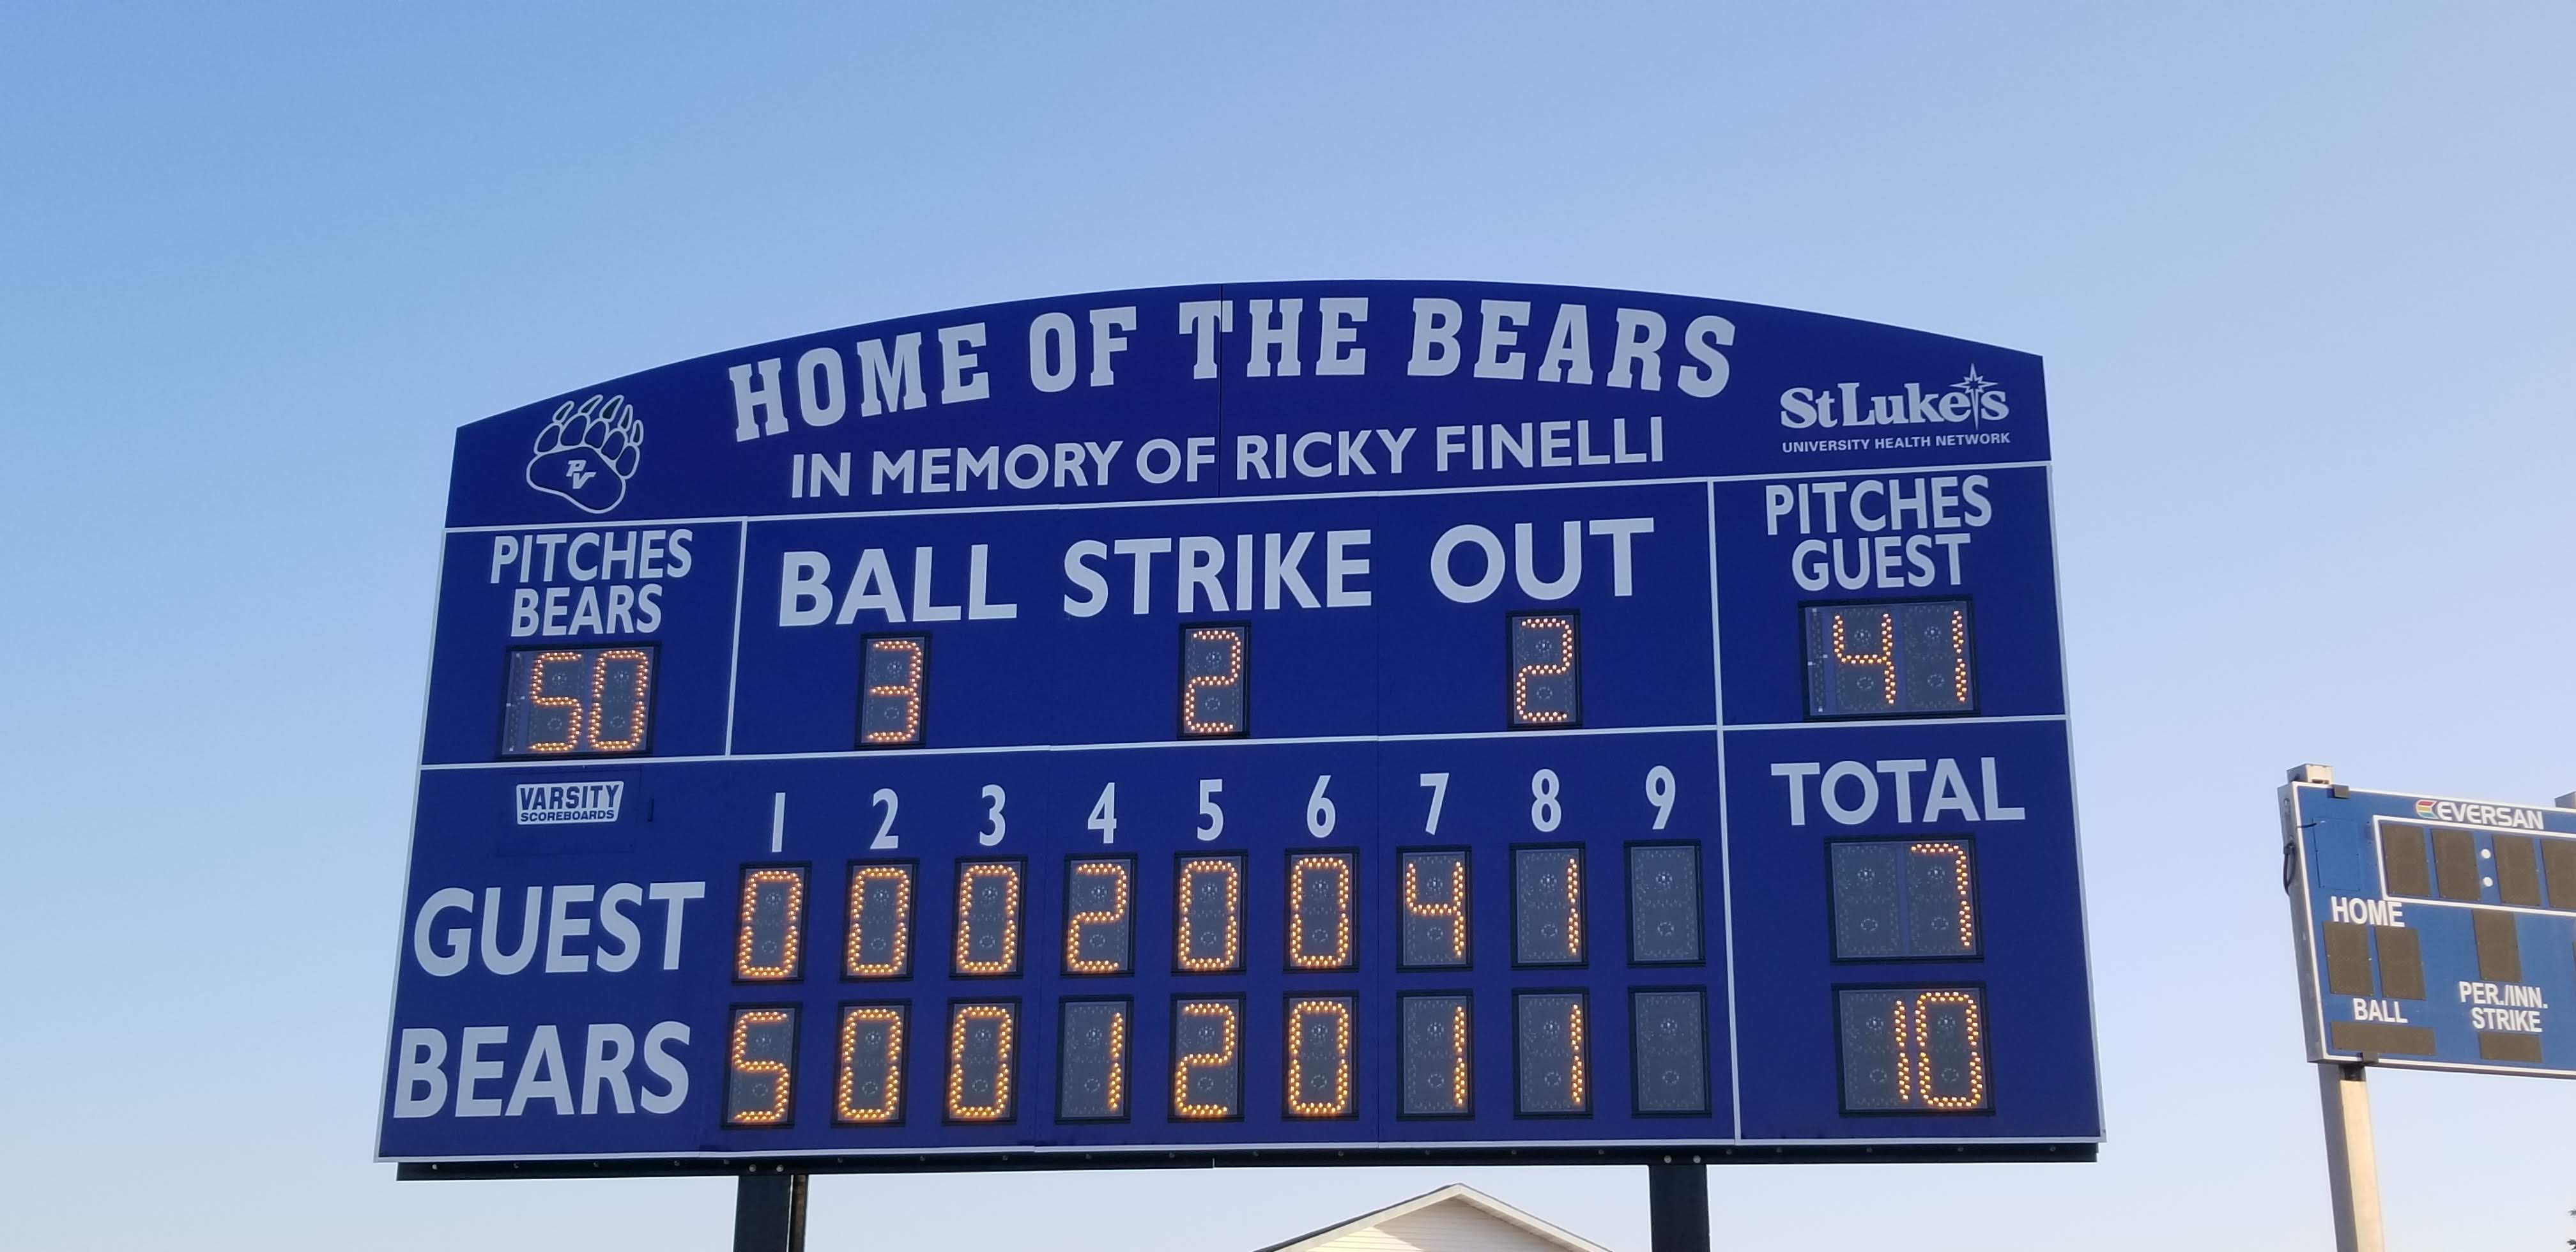 HOME OF THE BEARS
IN MEMORY OF RICKY FINELLI
PV
StLuke's
UNIVERSITY HEALTH NETWORK
PITCHES
BEARS
50
BALL STRIKE OUT
3 2 2
PITCHES
GUEST
41
VARSITY
SCOREBOARDS
1 2 3 4 5 6 7 8 9 TOTAL
GUEST 0 0 0 2 0 0 4 1 7
BEARS 5 0 0 1 2 0 1 1 10
EVERSAN
HOME
BALL
PER./INN.
STRIKE